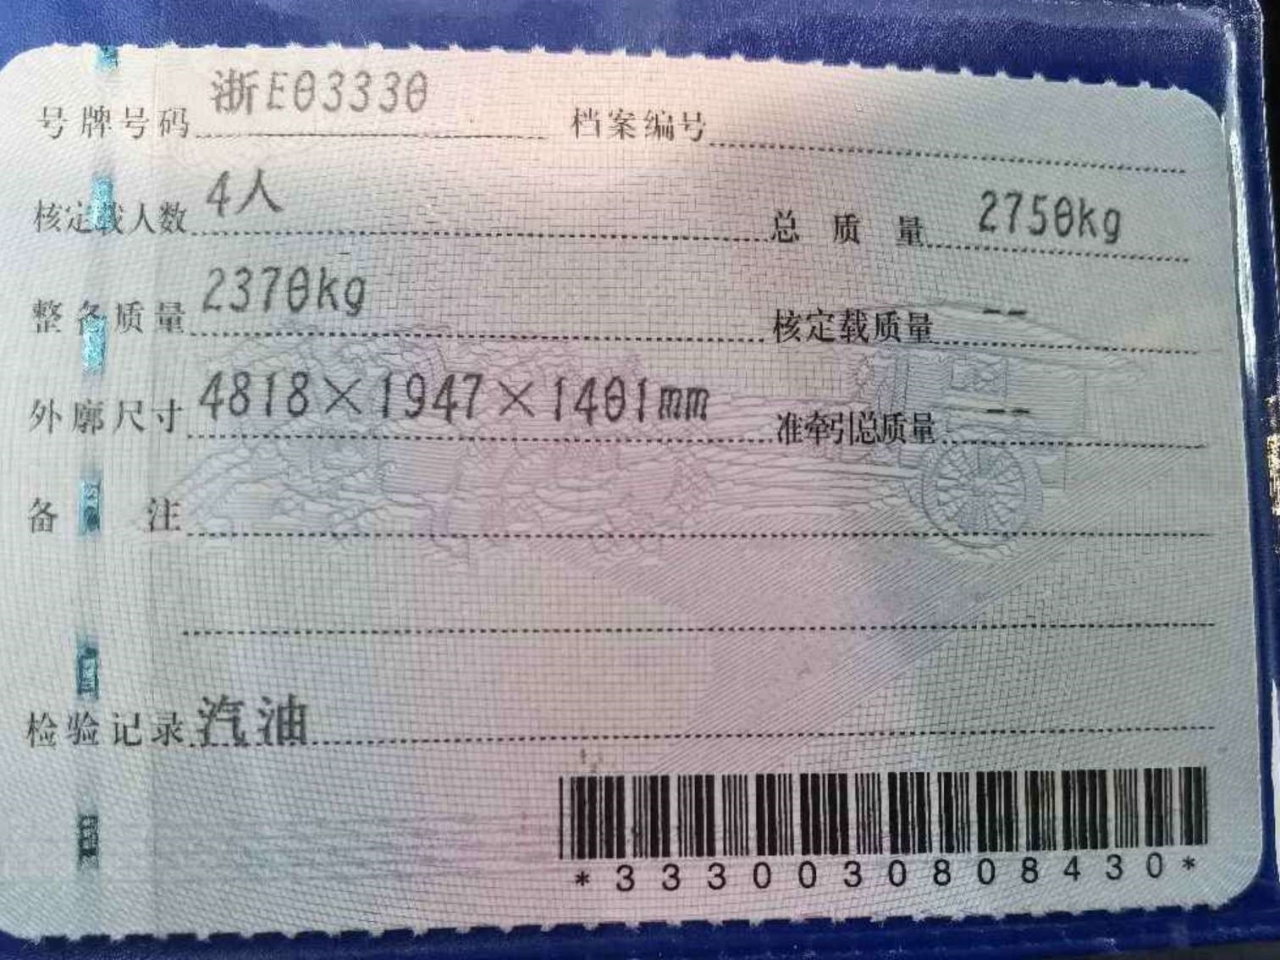 号牌号码 浙E03330 档案编号
核定载人数 4人 总质量 2750kg
整备质量 2370kg 核定载质量 --
外廓尺寸 4818×1947×1401mm 准牵引总质量 --
备注
检验记录 汽油
*3330030808430*